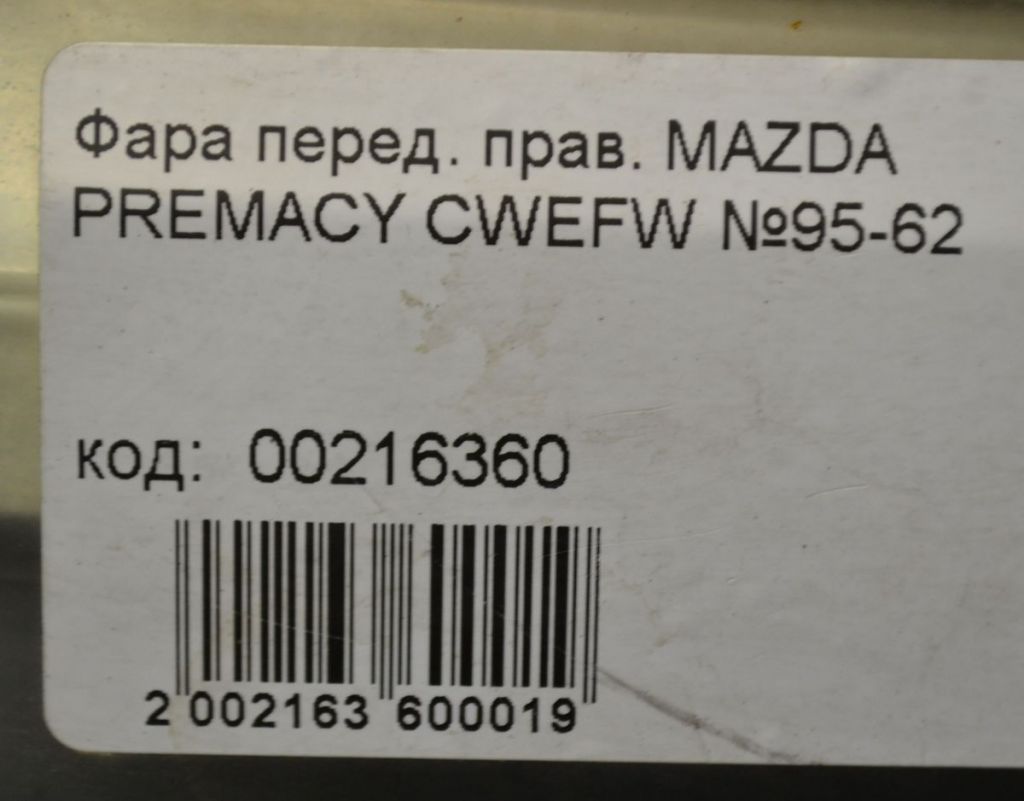 Фара перед. прав. MAZDA
PREMACY CWEFW №95-62
код: 00216360
2 002163 600019